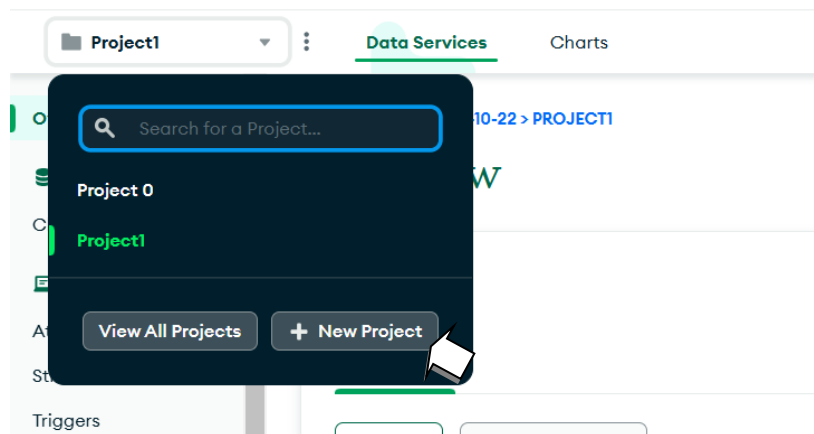 Project1
Data Services
Charts
Search for a Project...
-10-22 > PROJECT1
Project 0
Project1
View All Projects
+ New Project
Triggers